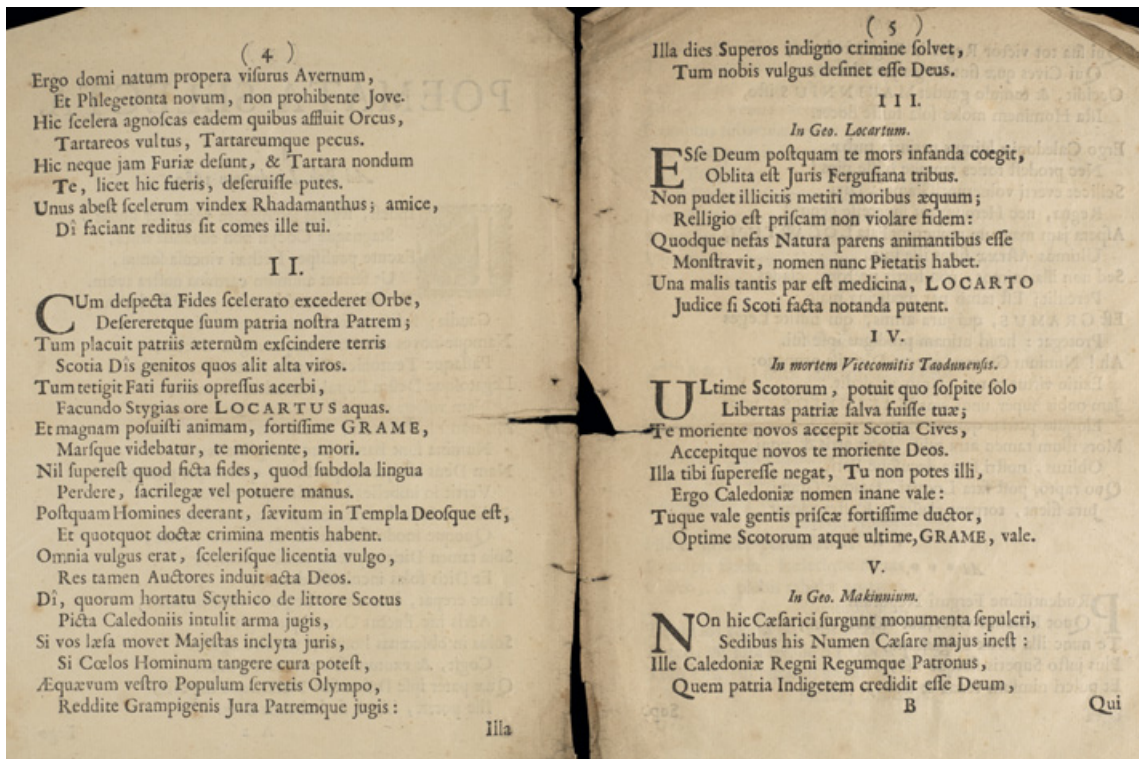 ( 4 )
Ergo domi natum propera visurus Avernum,
Et Phlegetonta novum, non prohibente Jove.
Hic scelera agnoscas eadem quibus affluit Orcus,
Tartareos vultus, Tartareumque pecus.
Hic neque jam Furiæ desunt, & Tartara nondum
Te, licet hic fueris, deseruisse putes.
Unus abest scelerum vindex Rhadamanthus; amice,
Dî faciant reditus sit comes ille tui.
II.
CUm despecta Fides scelerato excederet Orbe,
Desereretque suum patria nostra Patrem;
Tum placuit patriis æternùm exscindere terris
Scotia Dîs genitos quos alit alta viros.
Tum tetigit Fati furiis opressus acerbi,
Facundo Stygias ore LOCARTUS aquas.
Et magnam posuisti animam, fortissime GRAME,
Marsque videbatur, te moriente, mori.
Nil superest quod ficta fides, quod subdola lingua
Perdere, sacrilegæ vel potuere manus.
Postquam Homines deerant, sævitum in Templa Deosque est,
Et quotquot doctæ crimina mentis habent.
Omnia vulgus erat, scelerisque licentia vulgo,
Res tamen Auctores induit acta Deos.
Dî, quorum hortatu Scythico de littore Scotus
Picta Caledoniis intulit arma jugis,
Si vos læsa movet Majestas inclyta juris,
Si Cœlos Hominum tangere cura potest,
Æquævum vestro Populum servetis Olympo,
Reddite Grampigenis Jura Patremque jugis:
Illa
( 5 )
Illa dies Superos indigno crimine solvet,
Tum nobis vulgus desinet esse Deus.
III.
In Geo. Locartum.
ESse Deum postquam te mors infanda coegit,
Oblita est Juris Fergusiana tribus.
Non pudet illicitis metiri moribus æquum;
Relligio est priscam non violare fidem:
Quodque nefas Natura parens animantibus esse
Monstravit, nomen nunc Pietatis habet.
Una malis tantis par est medicina, LOCARTO
Judice si Scoti facta notanda putent.
IV.
In mortem Vicecomitis Taodunensis.
ULtime Scotorum, potuit quo sospite solo
Libertas patriæ salva fuisse tuæ;
Te moriente novos accepit Scotia Cives,
Accepitque novos te moriente Deos.
Illa tibi superesse negat, Tu non potes illi,
Ergo Caledoniæ nomen inane vale:
Tuque vale gentis priscæ fortissime ductor,
Optime Scotorum atque ultime, GRAME, vale.
V.
In Geo. Makinnium.
NOn hic Cæsarici surgunt monumenta sepulcri,
Sedibus his Numen Cæsare majus inest:
Ille Caledoniæ Regni Regumque Patronus,
Quem patria Indigetem credidit esse Deum,
B
Qui